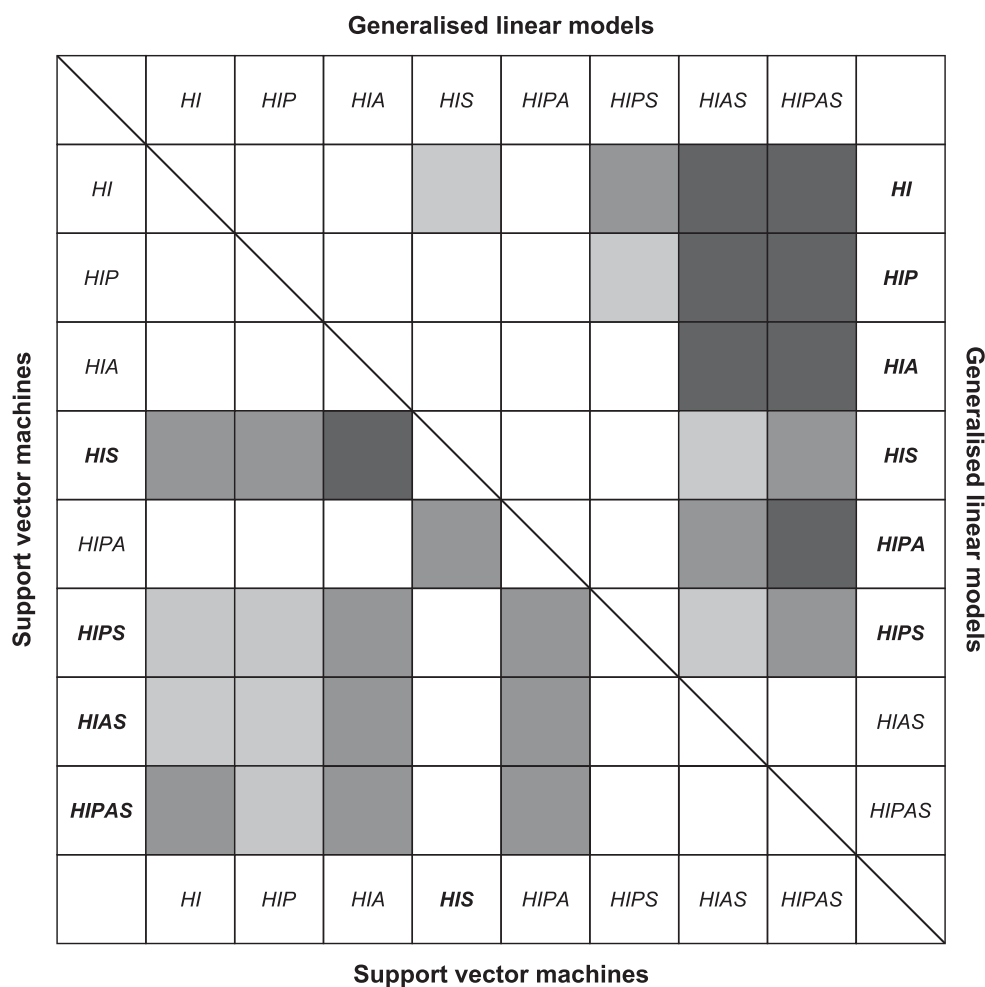 Generalised linear models
HI HIP HIA HIS HIPA HIPS HIAS HIPAS
HI HI
HIP HIP
HIA HIA
HIS HIS
HIPA HIPA
HIPS HIPS
HIAS HIAS
HIPAS HIPAS
HI HIP HIA HIS HIPA HIPS HIAS HIPAS
Support vector machines
Generalised linear models
Support vector machines